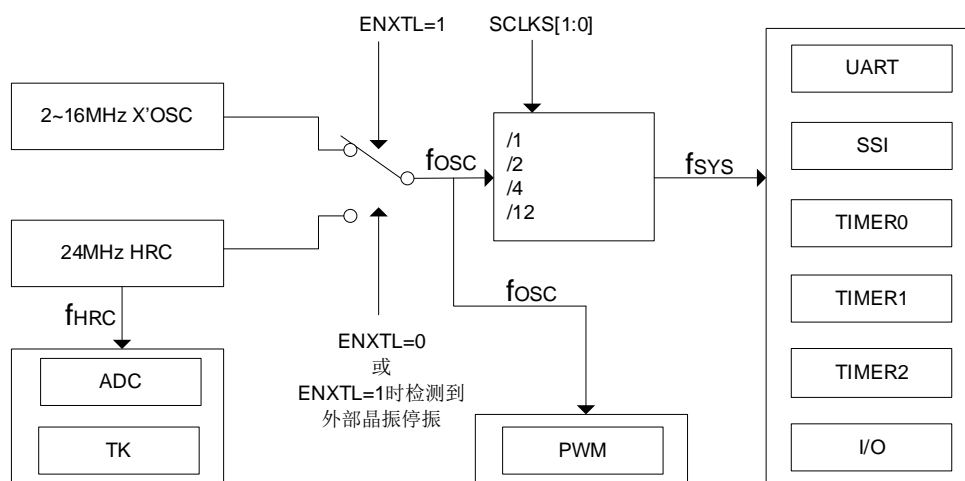 ENXTL=1
SCLKS[1:0]
2~16MHz X'OSC
24MHz HRC
fHRC
ADC
TK
fOSC
/1
/2
/4
/12
fSYS
fOSC
ENXTL=0
或
ENXTL=1时检测到
外部晶振停振
PWM
UART
SSI
TIMER0
TIMER1
TIMER2
I/O